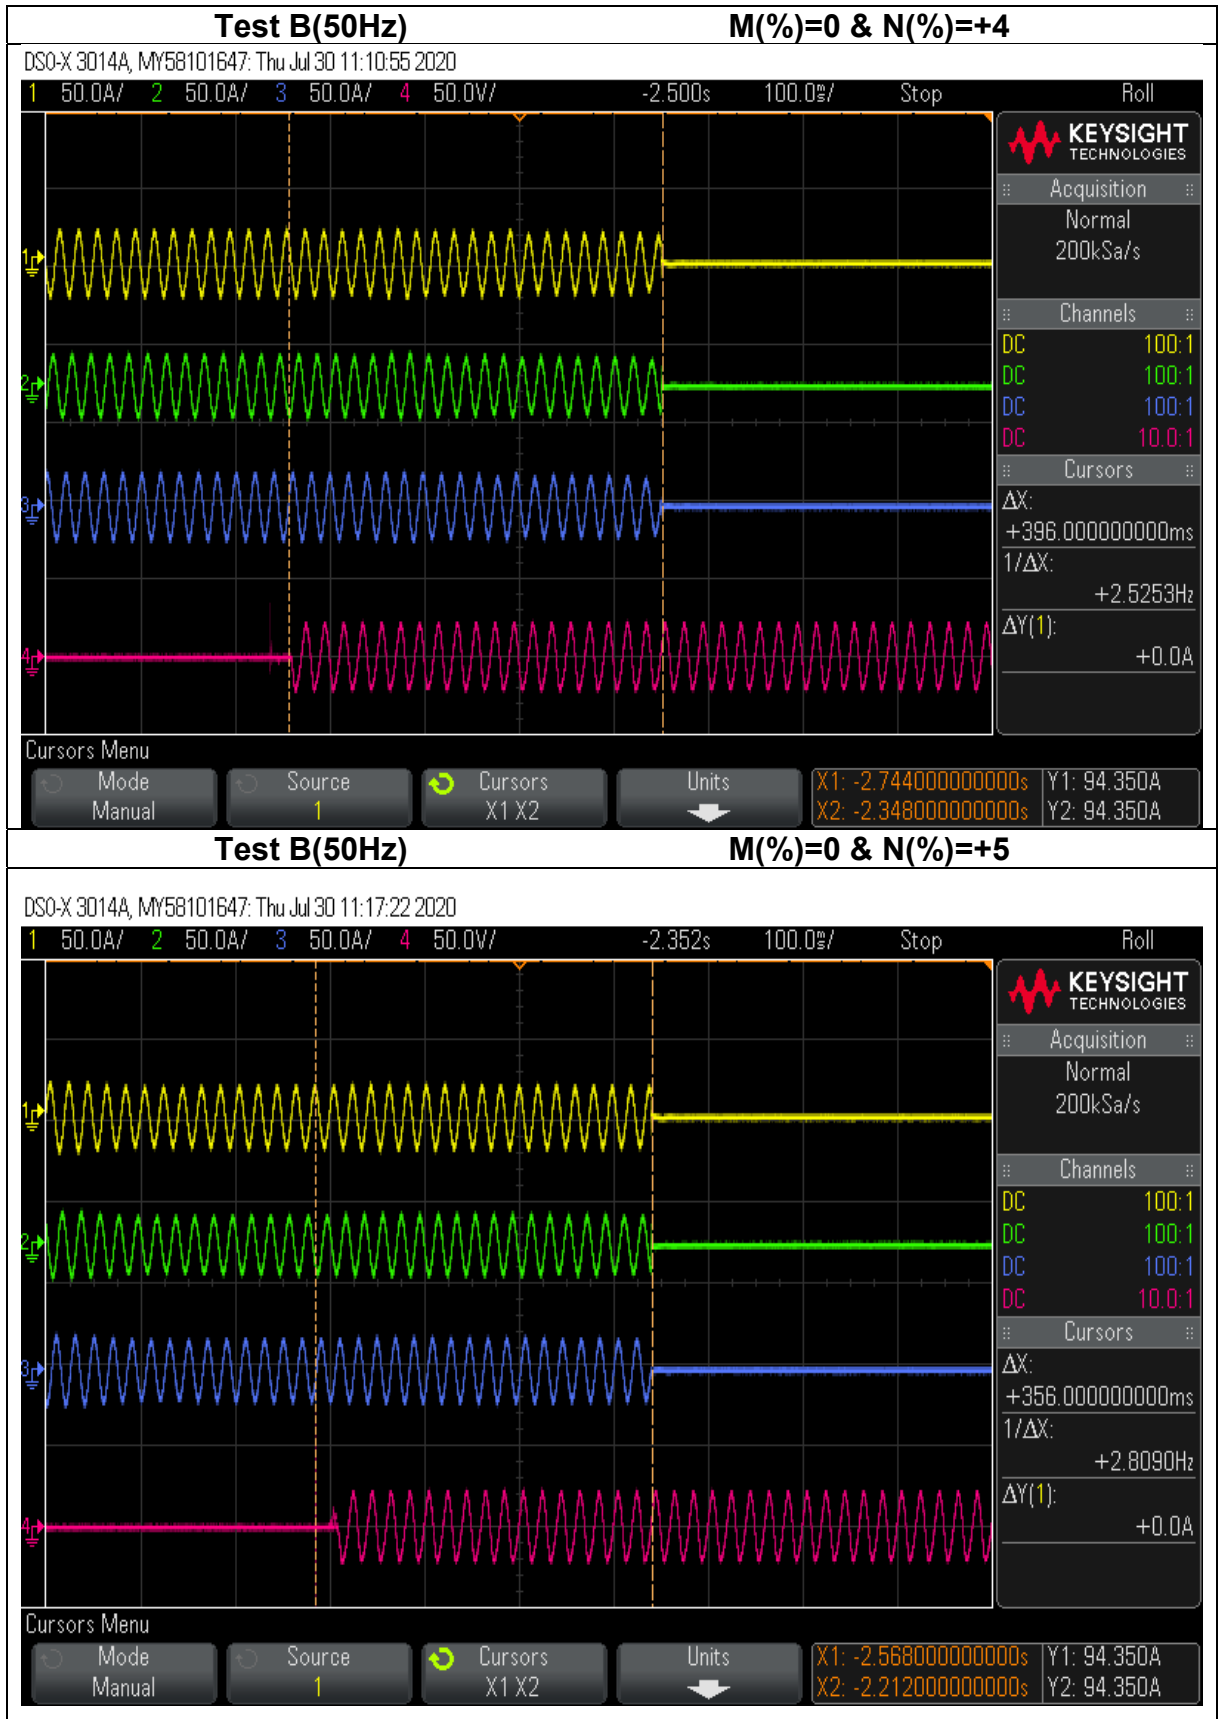 Test B(50Hz) M(%)=0 & N(%)=+4
DSO-X 3014A, MY58101647: Thu Jul 30 11:10:55 2020
1 50.0A/ 2 50.0A/ 3 50.0A/ 4 50.0V/ -2.500s 100.0ms/ Stop Roll
KEYSIGHT
TECHNOLOGIES
Acquisition
Normal
200kSa/s
Channels
DC 100:1
DC 100:1
DC 100:1
DC 10.0:1
Cursors
ΔX:
+396.000000000ms
1/ΔX:
+2.5253Hz
ΔY(1):
+0.0A
1
2
3
4
Cursors Menu
Mode Source Cursors Units
Manual 1 X1 X2
X1: -2.744000000000s Y1: 94.350A
X2: -2.348000000000s Y2: 94.350A
Test B(50Hz) M(%)=0 & N(%)=+5
DSO-X 3014A, MY58101647: Thu Jul 30 11:17:22 2020
1 50.0A/ 2 50.0A/ 3 50.0A/ 4 50.0V/ -2.352s 100.0ms/ Stop Roll
KEYSIGHT
TECHNOLOGIES
Acquisition
Normal
200kSa/s
Channels
DC 100:1
DC 100:1
DC 100:1
DC 10.0:1
Cursors
ΔX:
+356.000000000ms
1/ΔX:
+2.8090Hz
ΔY(1):
+0.0A
1
2
3
4
Cursors Menu
Mode Source Cursors Units
Manual 1 X1 X2
X1: -2.568000000000s Y1: 94.350A
X2: -2.212000000000s Y2: 94.350A